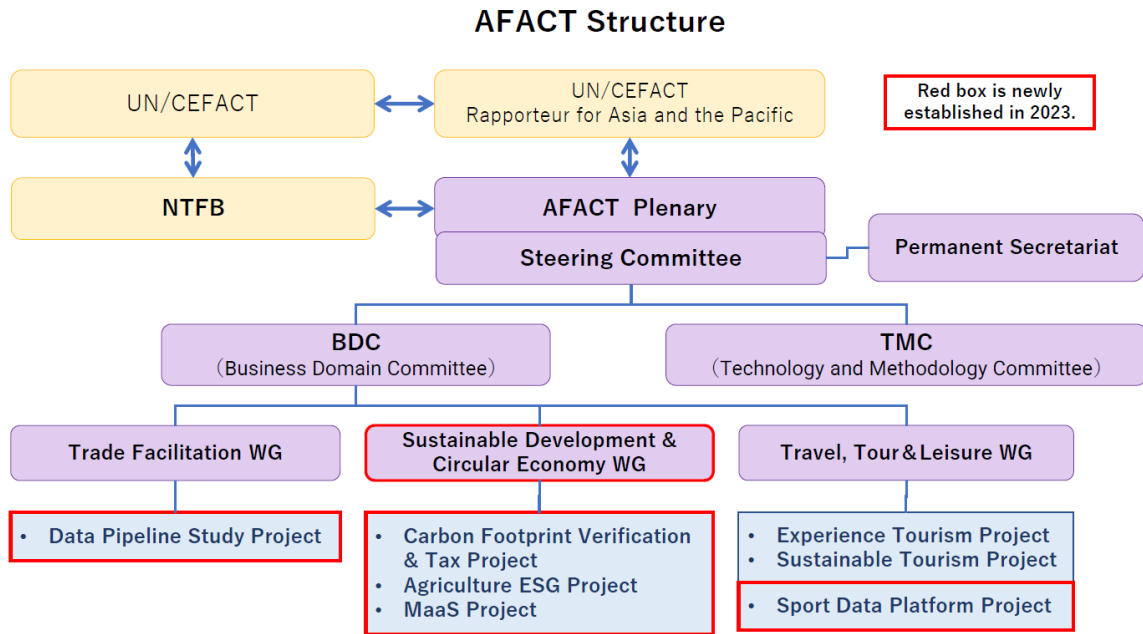 AFACT Structure
UN/CEFACT
UN/CEFACT
Rapporteur for Asia and the Pacific
Red box is newly
established in 2023.
NTFB
AFACT Plenary
Steering Committee
Permanent Secretariat
BDC
（Business Domain Committee）
TMC
（Technology and Methodology Committee）
Trade Facilitation WG
Sustainable Development &
Circular Economy WG
Travel, Tour＆Leisure WG
• Data Pipeline Study Project
• Carbon Footprint Verification
& Tax Project
• Agriculture ESG Project
• MaaS Project
• Experience Tourism Project
• Sustainable Tourism Project
• Sport Data Platform Project